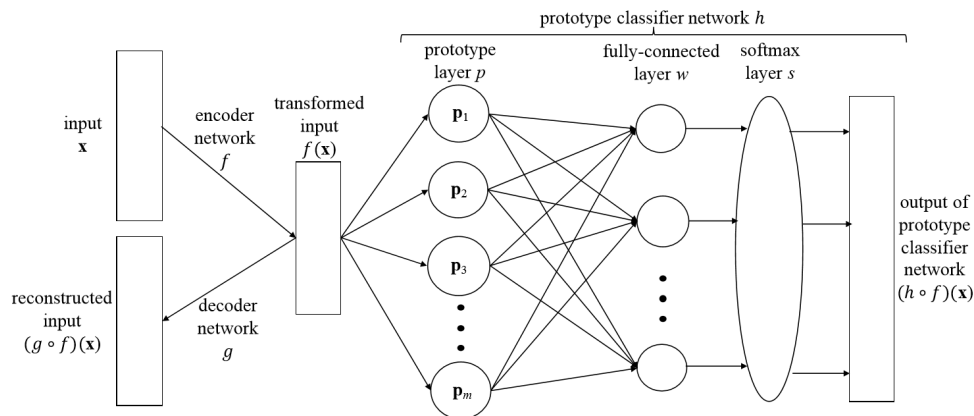 prototype classifier network h
input
x
encoder
network
f
transformed
input
f(x)
prototype
layer p
p1
p2
p3
pm
fully-connected
layer w
softmax
layer s
output of
prototype
classifier
network
(h ∘ f)(x)
reconstructed
input
(g ∘ f)(x)
decoder
network
g